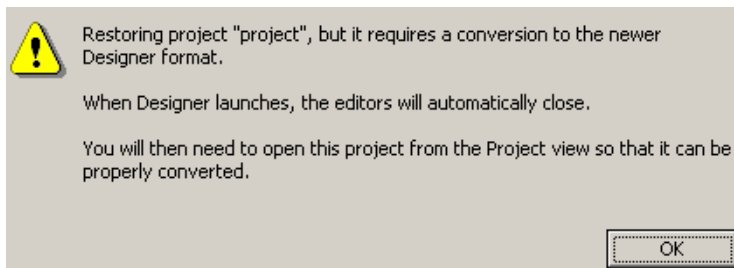 Restoring project "project", but it requires a conversion to the newer
Designer format.
When Designer launches, the editors will automatically close.
You will then need to open this project from the Project view so that it can be
properly converted.
OK